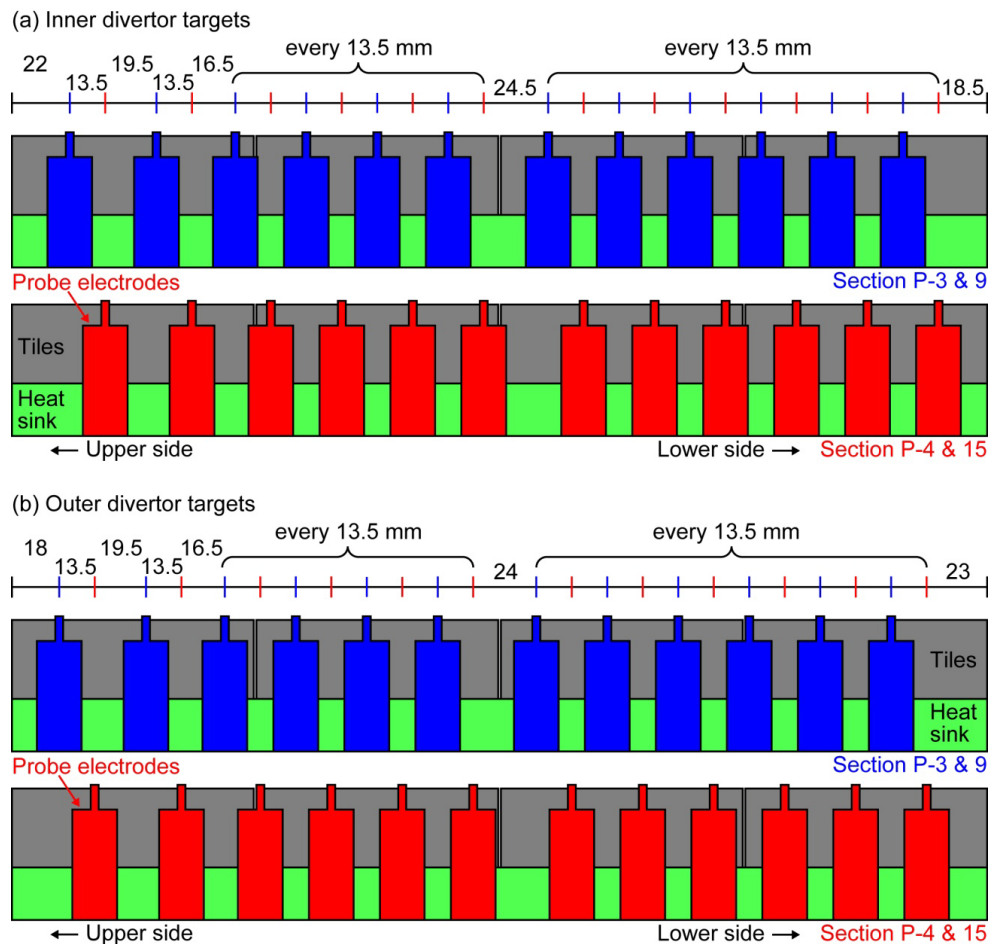 (a) Inner divertor targets
every 13.5 mm
every 13.5 mm
22
19.5
16.5
13.5
13.5
24.5
18.5
Section P-3 & 9
Probe electrodes
Tiles
Heat
sink
← Upper side
Lower side →
Section P-4 & 15
(b) Outer divertor targets
every 13.5 mm
every 13.5 mm
18
19.5
16.5
13.5
13.5
24
23
Tiles
Heat
sink
Section P-3 & 9
Probe electrodes
← Upper side
Lower side →
Section P-4 & 15